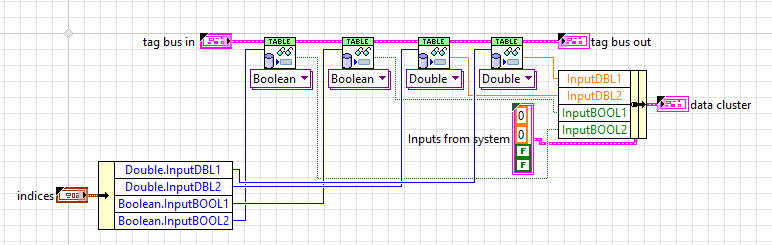 tag bus in
TABLE
TABLE
TABLE
TABLE
tag bus out
Boolean
Boolean
Double
Double
InputDBL1
InputDBL2
InputBOOL1
InputBOOL2
data cluster
Inputs from system
0
0
F
F
indices
Double.InputDBL1
Double.InputDBL2
Boolean.InputBOOL1
Boolean.InputBOOL2